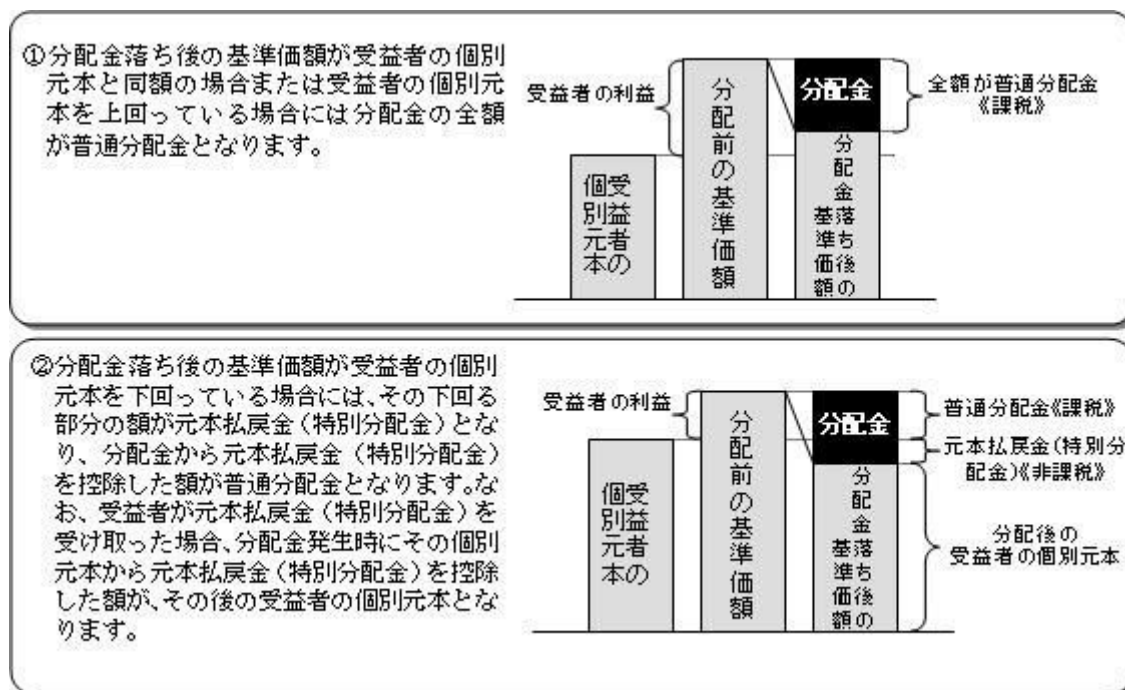 ①分配金落ち後の基準価額が受益者の個別
元本と同額の場合または受益者の個別元
本を上回っている場合には分配金の全額
が普通分配金となります。
受益者の利益
受益者の
個別元本
分配前の基準価額
分配金
分配金落ち後の
基準価額
全額が普通分配金
《課税》
②分配金落ち後の基準価額が受益者の個別
元本を下回っている場合には、その下回る
部分の額が元本払戻金(特別分配金)とな
り、分配金から元本払戻金(特別分配金)
を控除した額が普通分配金となります。な
お、受益者が元本払戻金(特別分配金)を
受け取った場合、分配金発生時にその個別
元本から元本払戻金(特別分配金)を控除
した額が、その後の受益者の個別元本とな
ります。
受益者の利益
受益者の
個別元本
分配前の基準価額
分配金
分配金落ち後の
基準価額
普通分配金《課税》
元本払戻金(特別分
配金)《非課税》
分配後の
受益者の個別元本